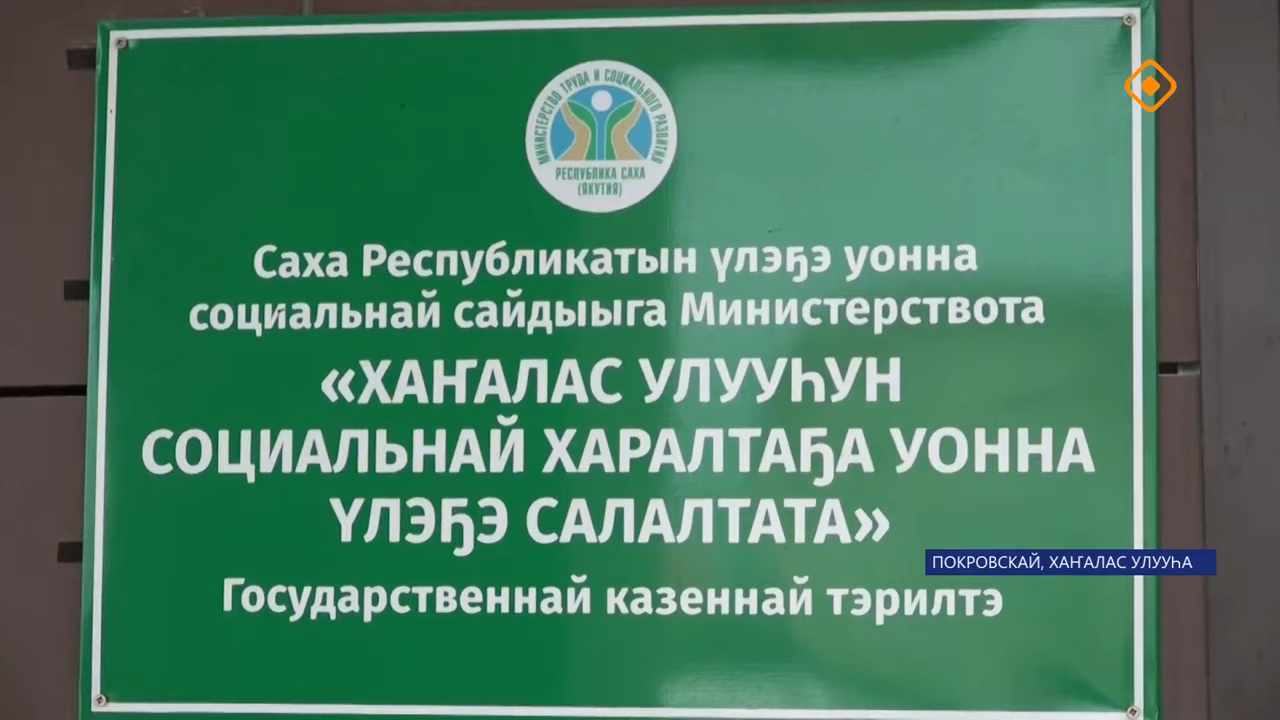 МИНИСТЕРСТВО ТРУДА И СОЦИАЛЬНОГО РАЗВИТИЯ
РЕСПУБЛИКА САХА
(ЯКУТИЯ)
Саха Республикатын үлэҕэ уонна
социальнай сайдыыга Министерствота
«ХАҤАЛАС УЛУУҺУН
СОЦИАЛЬНАЙ ХАРАЛТАҔА УОННА
ҮЛЭҔЭ САЛАЛТАТА»
ПОКРОВСКАЙ, ХАҤАЛАС УЛУУҺА
Государственнай казеннай тэрилтэ